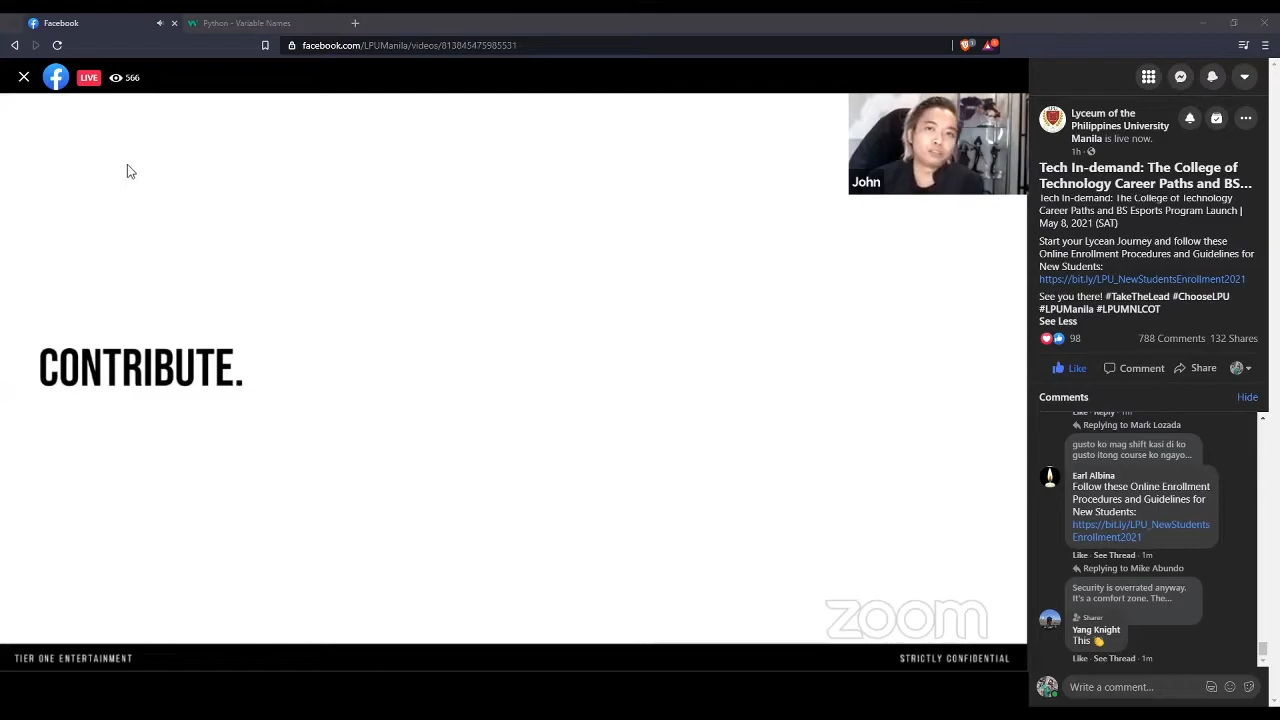 Facebook
Python - Variable Names
facebook.com/LPUManila/videos/813845475985531
LIVE
566
John
CONTRIBUTE.
zoom
TIER ONE ENTERTAINMENT
STRICTLY CONFIDENTIAL
Lyceum of the
Philippines University
Manila is live now.
1h
Tech In-demand: The College of
Technology Career Paths and BS...
Tech In-demand: The College of Technology
Career Paths and BS Esports Program Launch |
May 8, 2021 (SAT)
Start your Lycean Journey and follow these
Online Enrollment Procedures and Guidelines for
New Students:
https://bit.ly/LPU_NewStudentsEnrollment2021
See you there! #TakeTheLead #ChooseLPU
#LPUManila #LPUMNLCOT
See Less
98
788 Comments 132 Shares
Like Comment Share
Comments
Hide
Like · Reply · 1m
Replying to Mark Lozada
gusto ko mag shift kasi di ko
gusto itong course ko ngayo...
Earl Albina
Follow these Online Enrollment
Procedures and Guidelines for
New Students:
https://bit.ly/LPU_NewStudents
Enrollment2021
Like · See Thread · 1m
Replying to Mike Abundo
Security is overrated anyway.
It's a comfort zone. The...
Sharer
Yang Knight
This 👏
Like · See Thread · 1m
Write a comment...